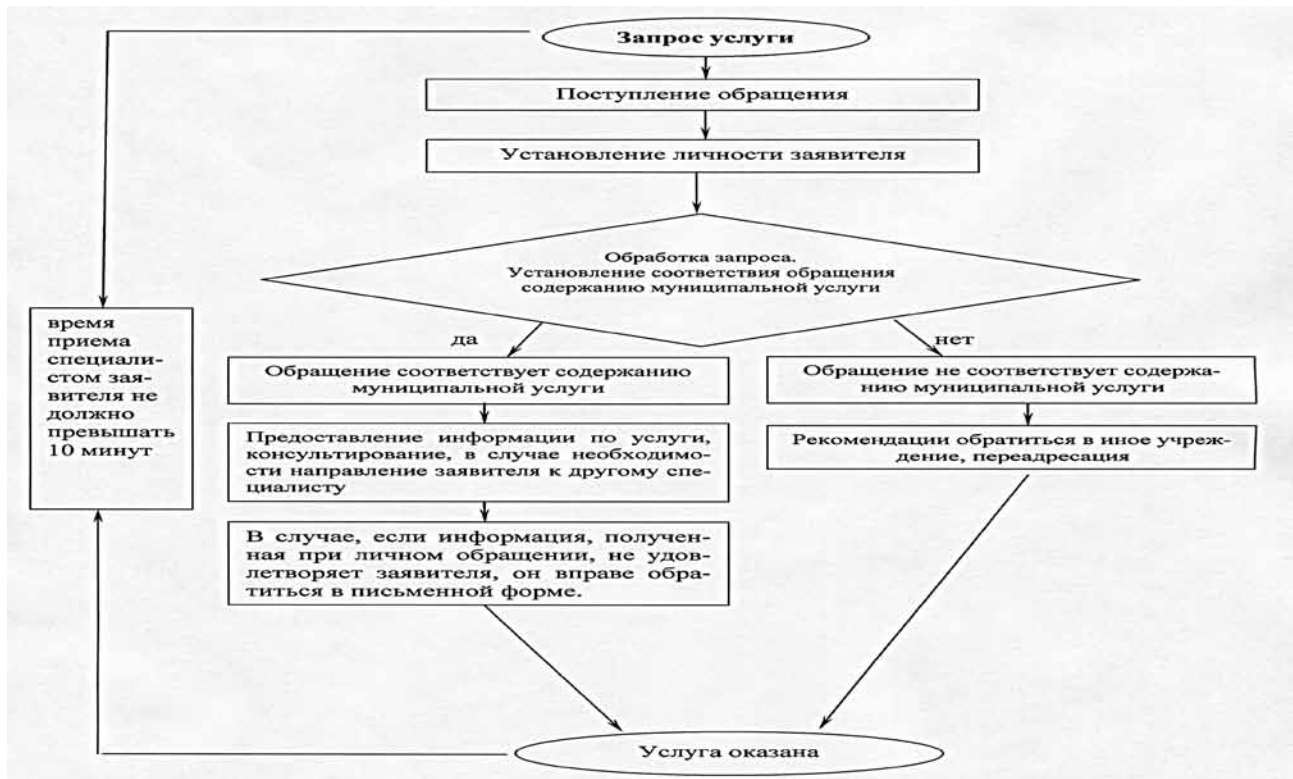 Запрос услуги
Поступление обращения
Установление личности заявителя
Обработка запроса.
Установление соответствия обращения
содержанию муниципальной услуги
время
приема
специали-
стом зая-
вителя не
должно
превышать
10 минут
да
нет
Обращение соответствует содержанию
муниципальной услуги
Обращение не соответствует содержа-
нию муниципальной услуги
Предоставление информации по услуги,
консультирование, в случае необходимо-
сти направление заявителя к другому спе-
циалисту
Рекомендации обратиться в иное учреж-
дение, переадресация
В случае, если информация, получен-
ная при личном обращении, не удов-
летворяет заявителя, он вправе обра-
титься в письменной форме.
Услуга оказана